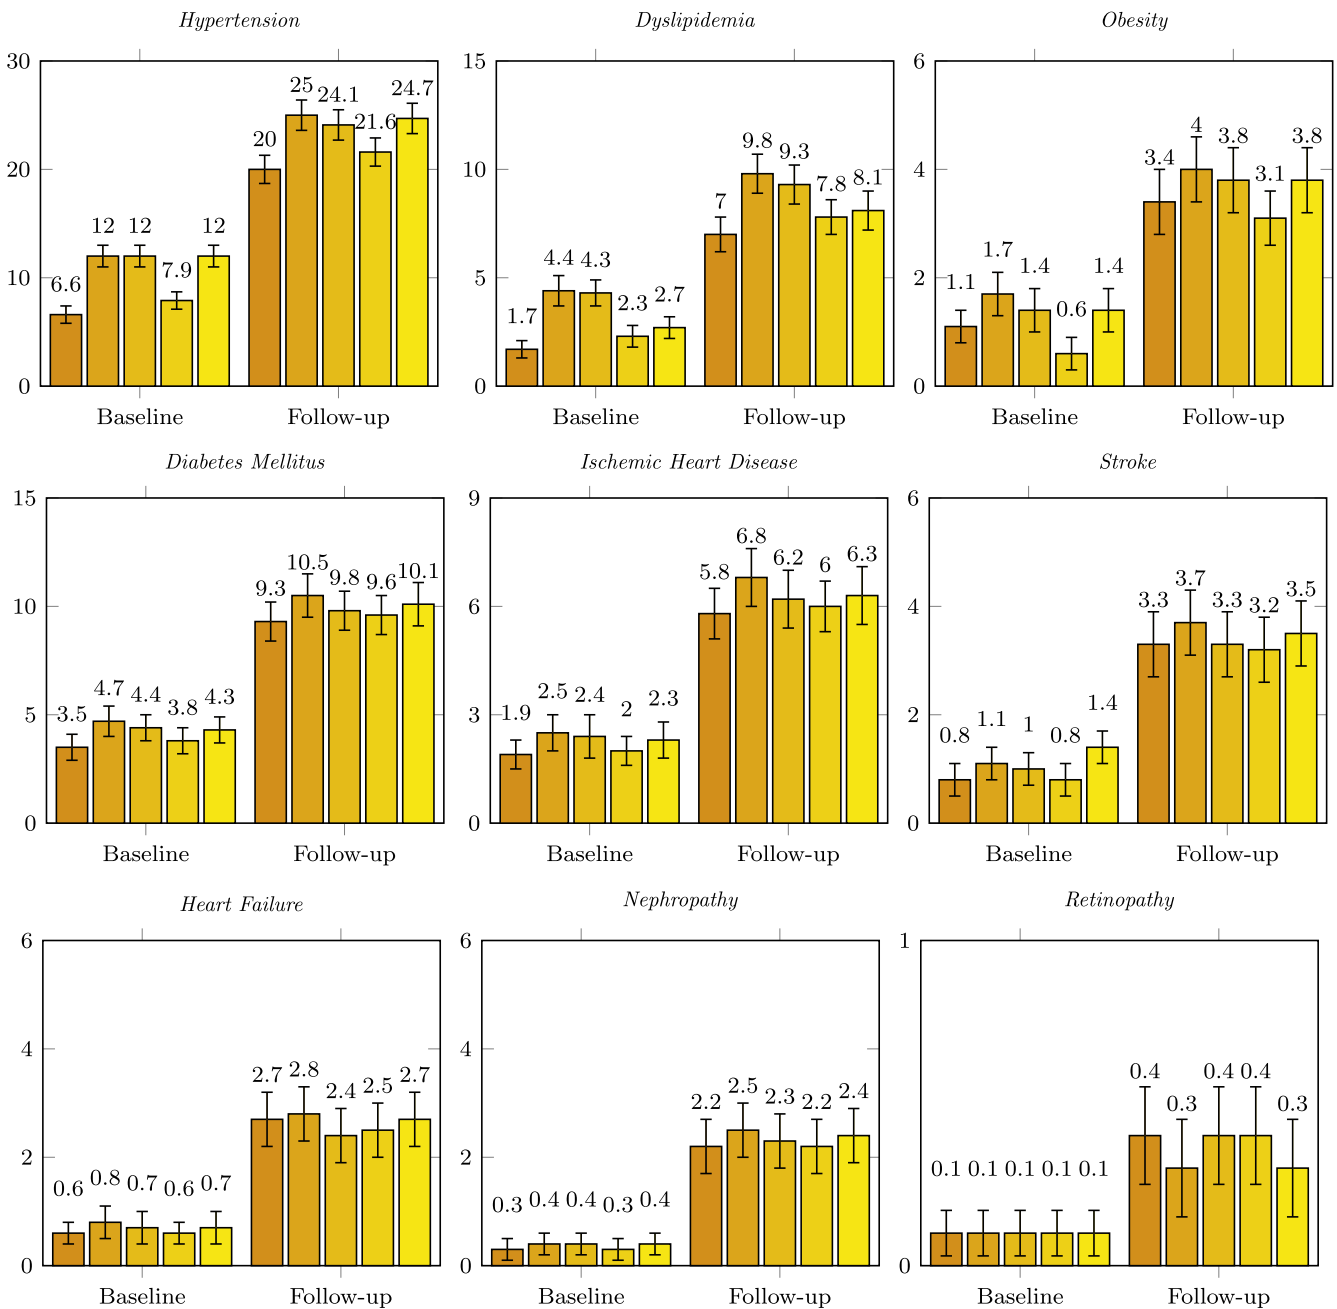 Hypertension
30
20
10
0
6.6 12 12 7.9 12
20 25 24.1 21.6 24.7
Baseline Follow-up
Dyslipidemia
15
10
5
0
1.7 4.4 4.3 2.3 2.7
7 9.8 9.3 7.8 8.1
Baseline Follow-up
Obesity
6
4
2
0
1.1 1.7 1.4 0.6 1.4
3.4 4 3.8 3.1 3.8
Baseline Follow-up
Diabetes Mellitus
15
10
5
0
3.5 4.7 4.4 3.8 4.3
9.3 10.5 9.8 9.6 10.1
Baseline Follow-up
Ischemic Heart Disease
9
6
3
0
1.9 2.5 2.4 2 2.3
5.8 6.8 6.2 6 6.3
Baseline Follow-up
Stroke
6
4
2
0
0.8 1.1 1 0.8 1.4
3.3 3.7 3.3 3.2 3.5
Baseline Follow-up
Heart Failure
6
4
2
0
0.6 0.8 0.7 0.6 0.7
2.7 2.8 2.4 2.5 2.7
Baseline Follow-up
Nephropathy
6
4
2
0
0.3 0.4 0.4 0.3 0.4
2.2 2.5 2.3 2.2 2.4
Baseline Follow-up
Retinopathy
1
0
0.1 0.1 0.1 0.1 0.1
0.4 0.3 0.4 0.4 0.3
Baseline Follow-up